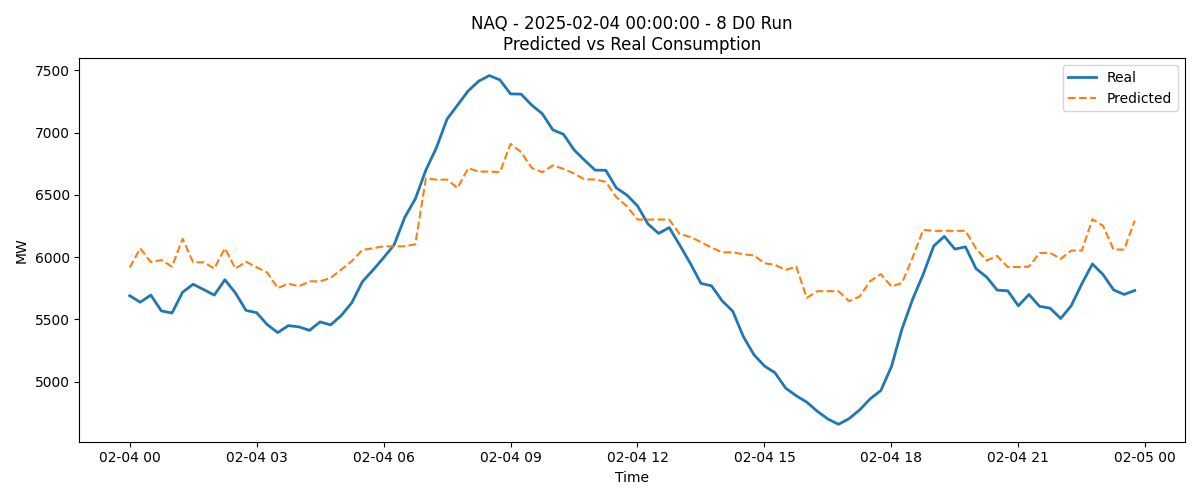 NAQ - 2025-02-04 00:00:00 - 8 D0 Run
Predicted vs Real Consumption
Real
Predicted
MW
7500
7000
6500
6000
5500
5000
02-04 00
02-04 03
02-04 06
02-04 09
02-04 12
02-04 15
02-04 18
02-04 21
02-05 00
Time